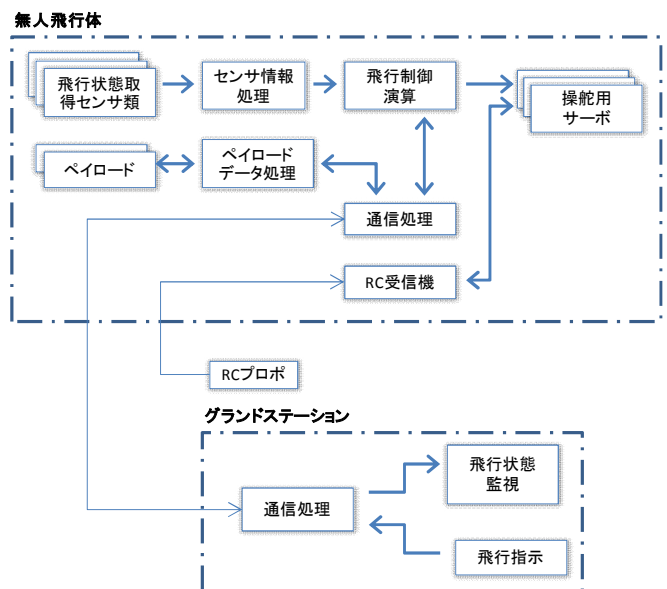 無人飛行体
飛行状態取
得センサ類
センサ情報
処理
飛行制御
演算
操舵用
サーボ
ペイロード
ペイロード
データ処理
通信処理
RC受信機
RCプロポ
グランドステーション
通信処理
飛行状態
監視
飛行指示